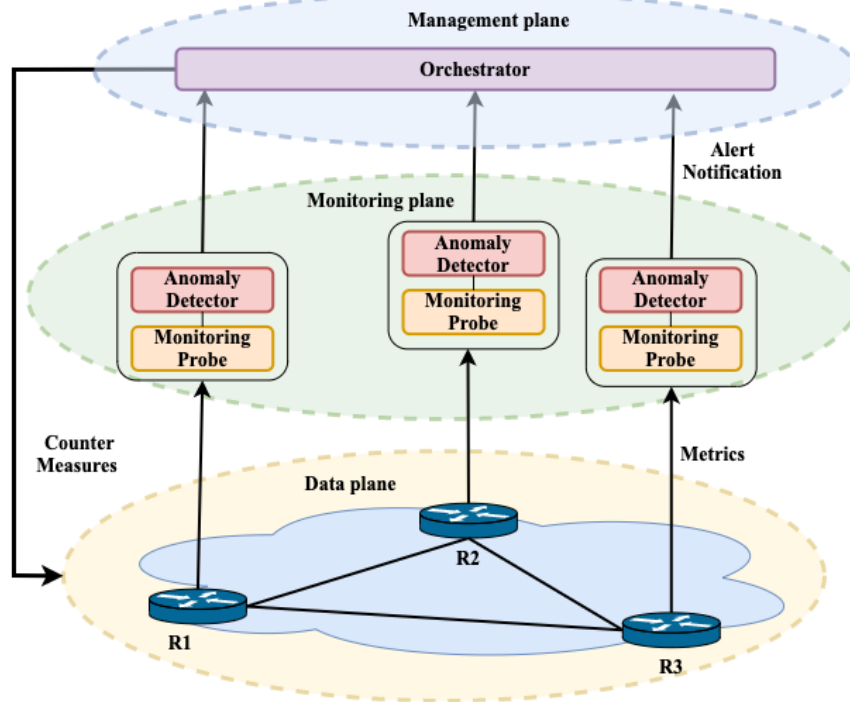 Management plane
Orchestrator
Alert
Notification
Monitoring plane
Anomaly
Detector
Monitoring
Probe
Anomaly
Detector
Monitoring
Probe
Anomaly
Detector
Monitoring
Probe
Counter
Measures
Metrics
Data plane
R2
R1
R3